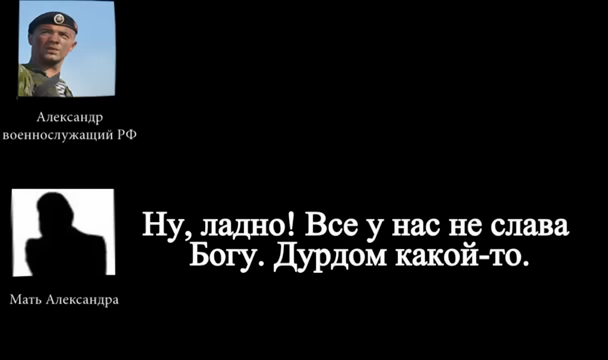 Александр
военнослужащий РФ
Ну, ладно! Все у нас не слава
Богу. Дурдом какой-то.
Мать Александра